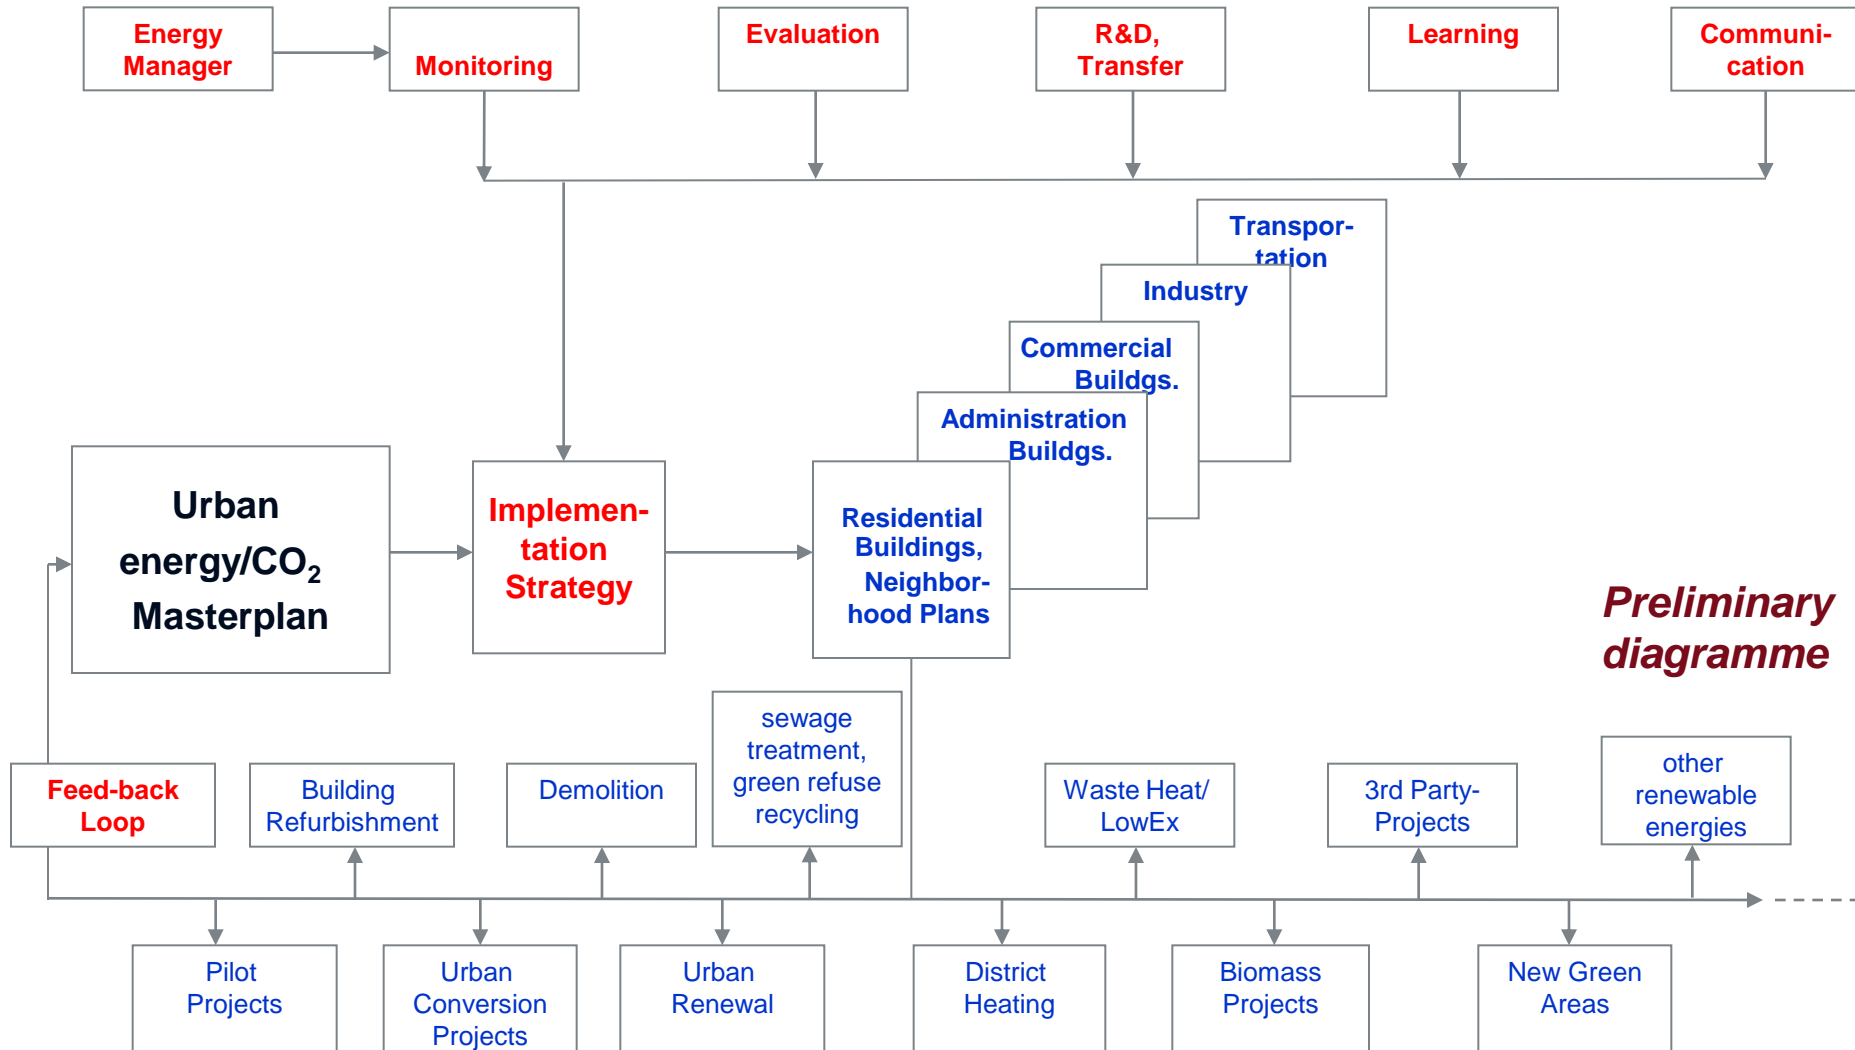 Energy
Manager
Monitoring
Evaluation
R&D,
Transfer
Learning
Communi-
cation
Transpor-
tation
Industry
Commercial
Buildgs.
Administration
Buildgs.
Residential
Buildings,
Neighbor-
hood Plans
Implemen-
tation
Strategy
Urban
energy/CO₂
Masterplan
Preliminary
diagramme
Feed-back
Loop
Building
Refurbishment
Demolition
sewage
treatment,
green refuse
recycling
Waste Heat/
LowEx
3rd Party-
Projects
other
renewable
energies
Pilot
Projects
Urban
Conversion
Projects
Urban
Renewal
District
Heating
Biomass
Projects
New Green
Areas